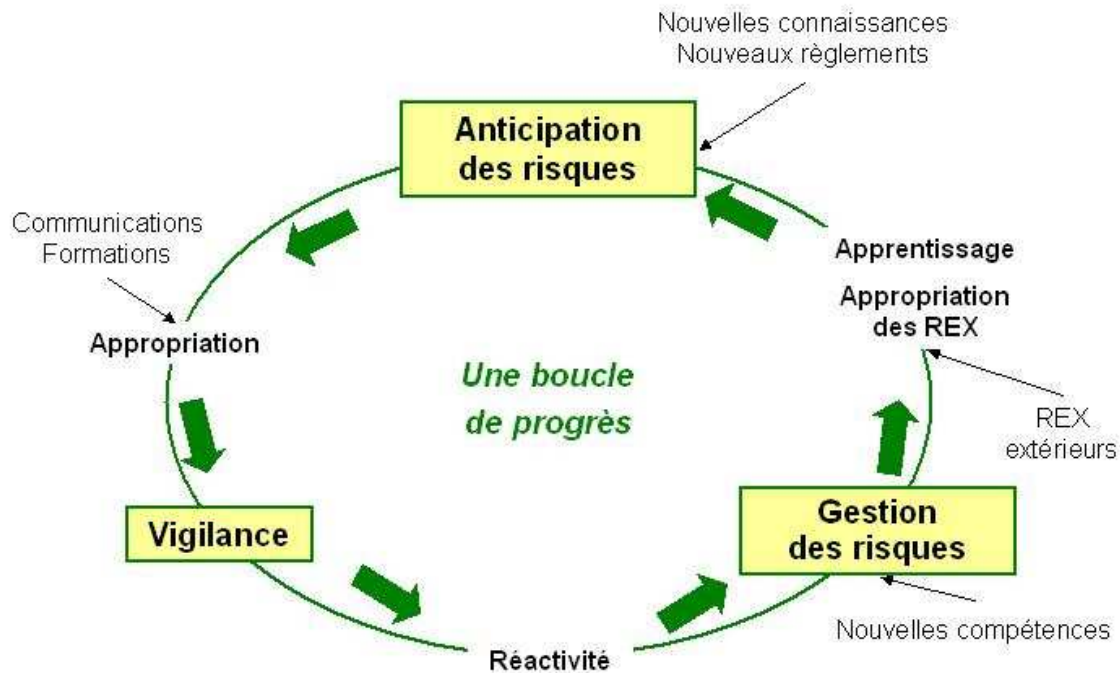 Nouvelles connaissances
Nouveaux règlements
Anticipation
des risques
Communications
Formations
Apprentissage
Appropriation
des REX
Appropriation
Une boucle
de progrès
REX
extérieurs
Vigilance
Gestion
des risques
Nouvelles compétences
Réactivité